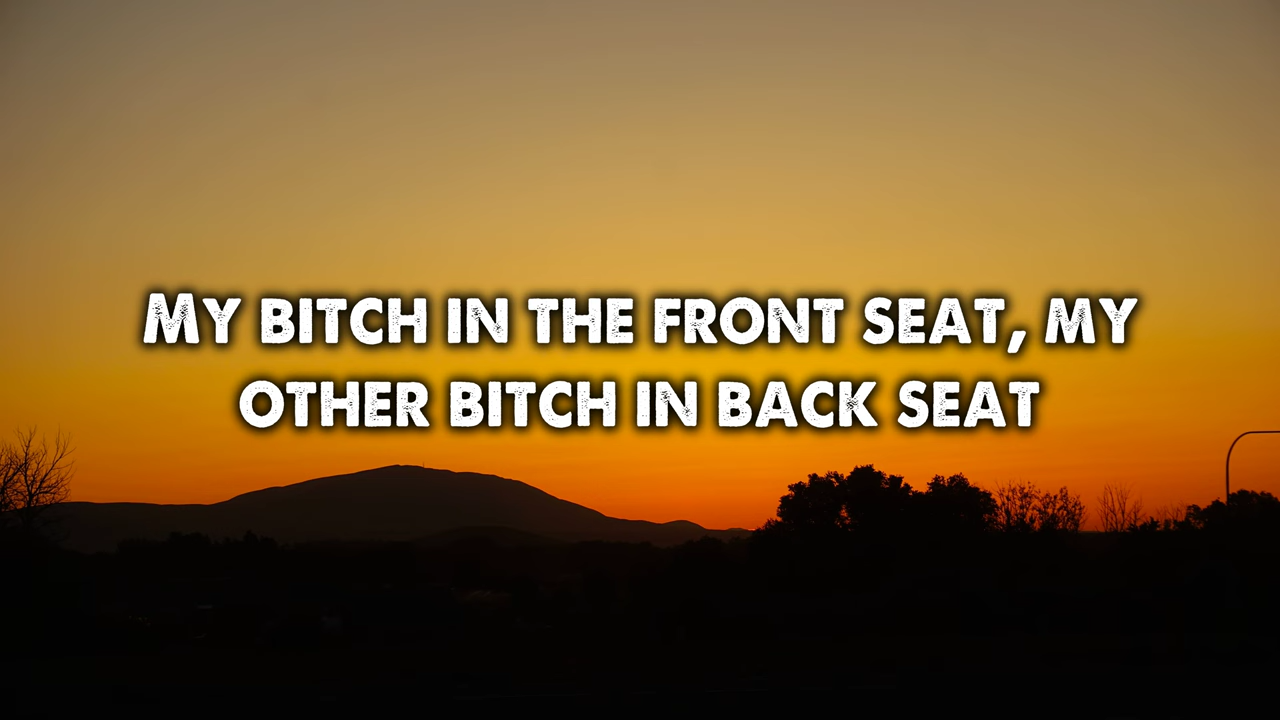 My bitch in the front seat, my
other bitch in back seat